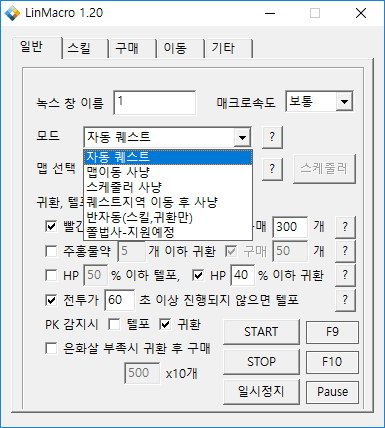 LinMacro 1.20
일반 스킬 구매 이동 기타
녹스 창 이름 1 매크로속도 보통
모드 자동 퀘스트 ?
자동 퀘스트
맵이동 사냥
스케줄러 사냥
퀘스트지역 이동 후 사냥
반자동(스킬,귀환만)
쫄법사-지원예정
맵 선택 ? 스케줄러
귀환, 텔
빨간 매 300 개 ?
주홍물약 5 개 이하 귀환 구매 50 개 ?
HP 50 % 이하 텔포, HP 40 % 이하 귀환 ?
전투가 60 초 이상 진행되지 않으면 텔포 ?
PK 감지시 텔포 귀환 START F9
은화살 부족시 귀환 후 구매 STOP F10
500 x10개 일시정지 Pause